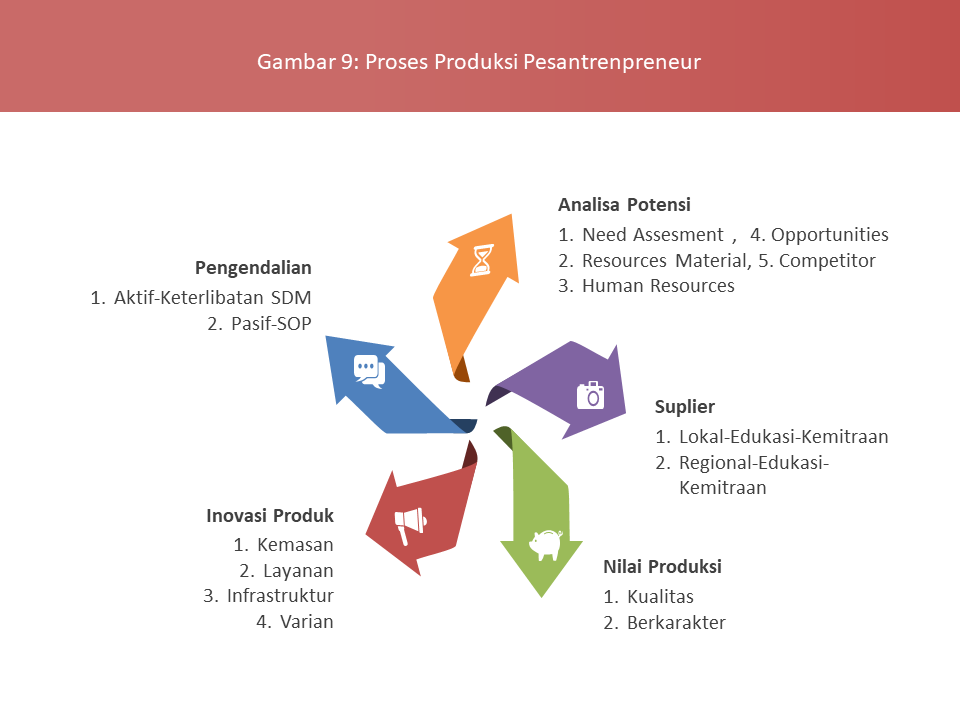 Gambar 9: Proses Produksi Pesantrenpreneur
Analisa Potensi
1. Need Assesment , 4. Opportunities
2. Resources Material, 5. Competitor
3. Human Resources
Pengendalian
1. Aktif-Keterlibatan SDM
2. Pasif-SOP
Suplier
1. Lokal-Edukasi-Kemitraan
2. Regional-Edukasi-
Kemitraan
Inovasi Produk
1. Kemasan
2. Layanan
3. Infrastruktur
4. Varian
Nilai Produksi
1. Kualitas
2. Berkarakter